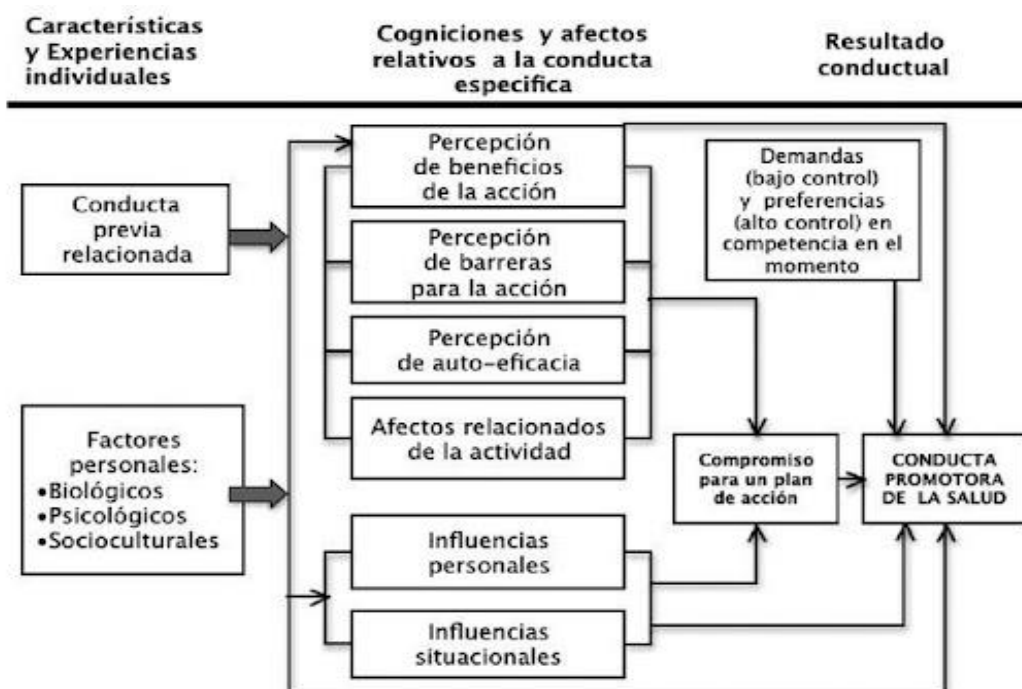 Características
y Experiencias
individuales
Cogniciones y afectos
relativos a la conducta
especifica
Resultado
conductual
Conducta
previa
relacionada
Factores
personales:
•Biológicos
•Psicológicos
•Socioculturales
Percepción
de beneficios
de la acción
Percepción
de barreras
para la acción
Percepción
de auto-eficacia
Afectos relacionados
de la actividad
Influencias
personales
Influencias
situacionales
Demandas
(bajo control)
y preferencias
(alto control) en
competencia en el
momento
Compromiso
para un plan
de acción
CONDUCTA
PROMOTORA
DE LA SALUD